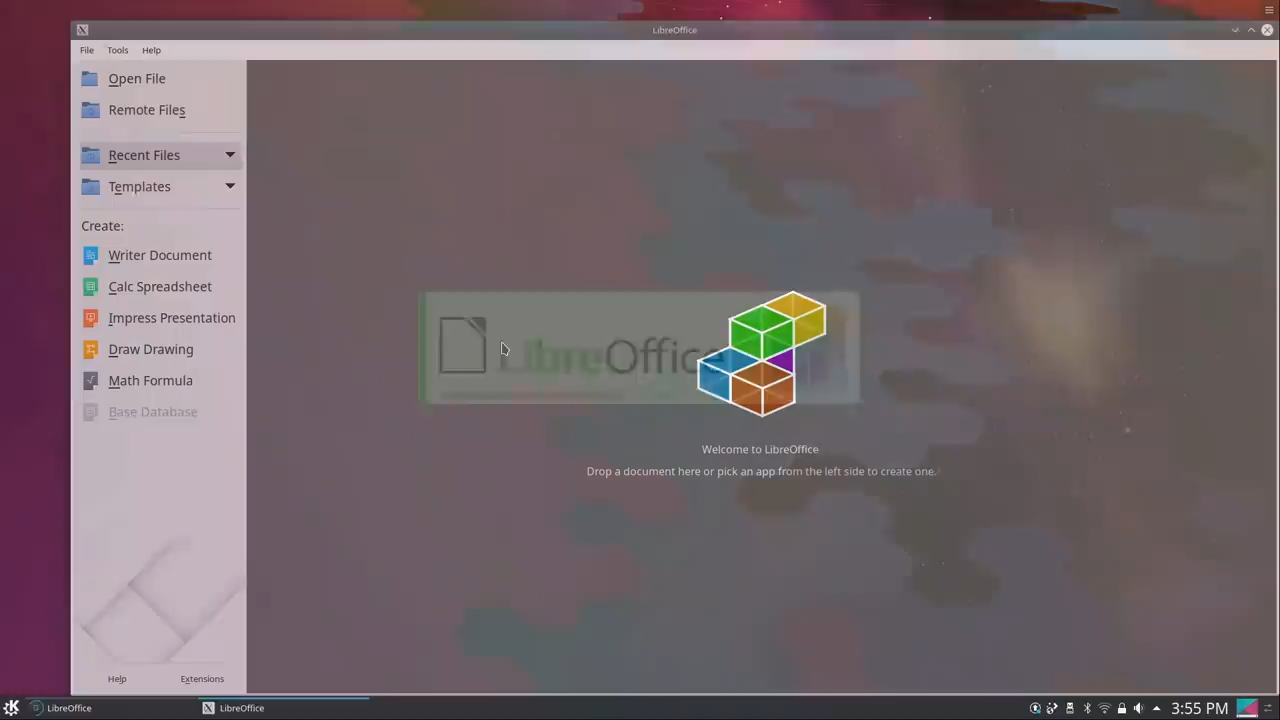 LibreOffice
File Tools Help
Open File
Remote Files
Recent Files
Templates
Create:
Writer Document
Calc Spreadsheet
Impress Presentation
Draw Drawing
Math Formula
Base Database
LibreOffice
Welcome to LibreOffice
Drop a document here or pick an app from the left side to create one.
Help Extensions
LibreOffice LibreOffice 3:55 PM